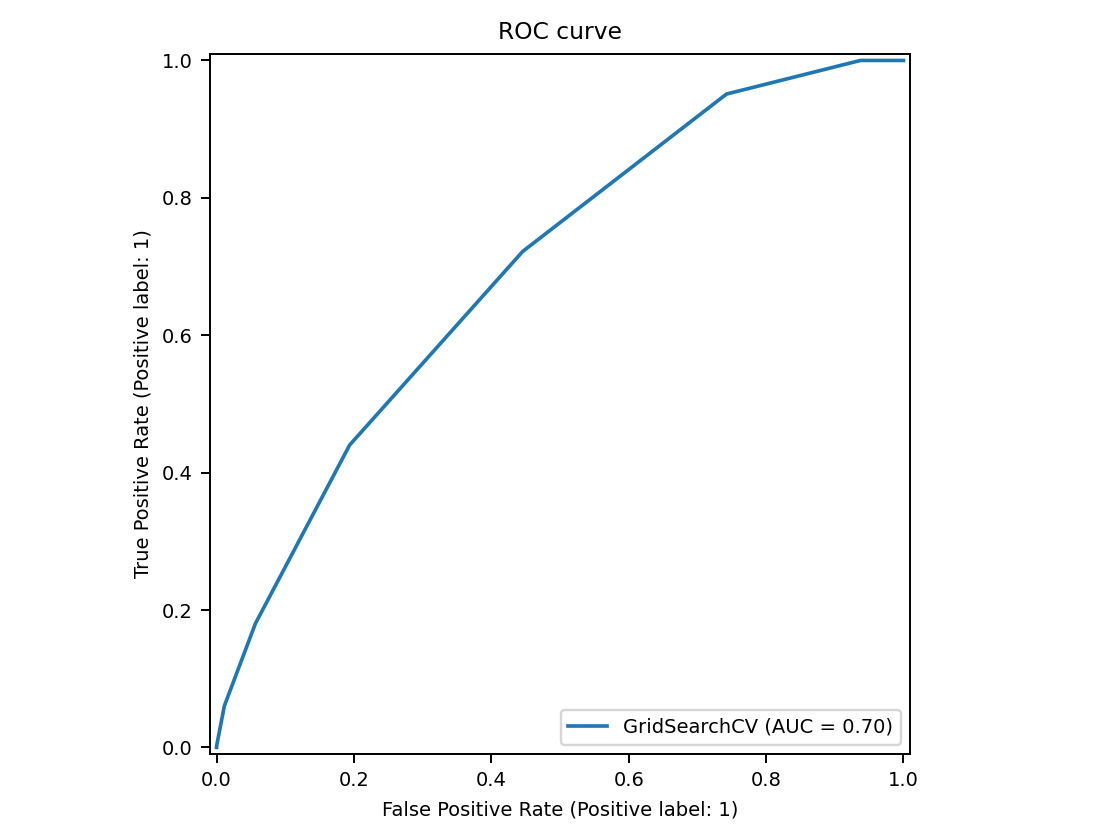 ROC curve
True Positive Rate (Positive label: 1)
1.0
0.8
0.6
0.4
0.2
0.0
GridSearchCV (AUC = 0.70)
0.0 0.2 0.4 0.6 0.8 1.0
False Positive Rate (Positive label: 1)